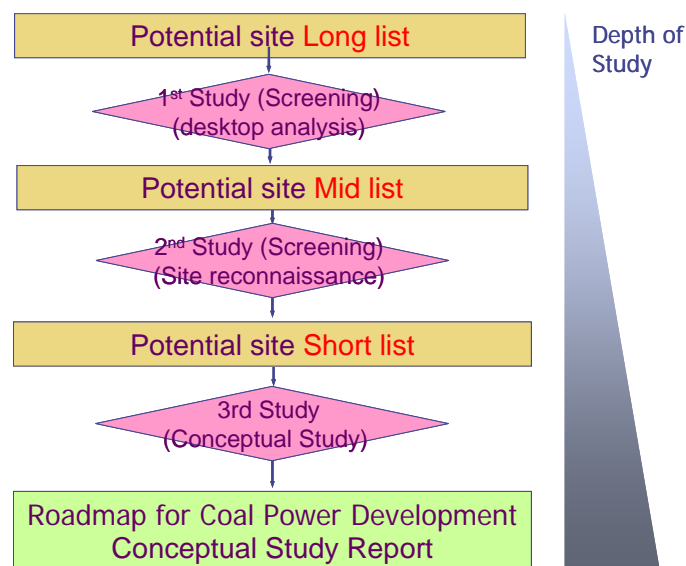 Potential site Long list
Depth of
Study
1st Study (Screening)
(desktop analysis)
Potential site Mid list
2nd Study (Screening)
(Site reconnaissance)
Potential site Short list
3rd Study
(Conceptual Study)
Roadmap for Coal Power Development
Conceptual Study Report